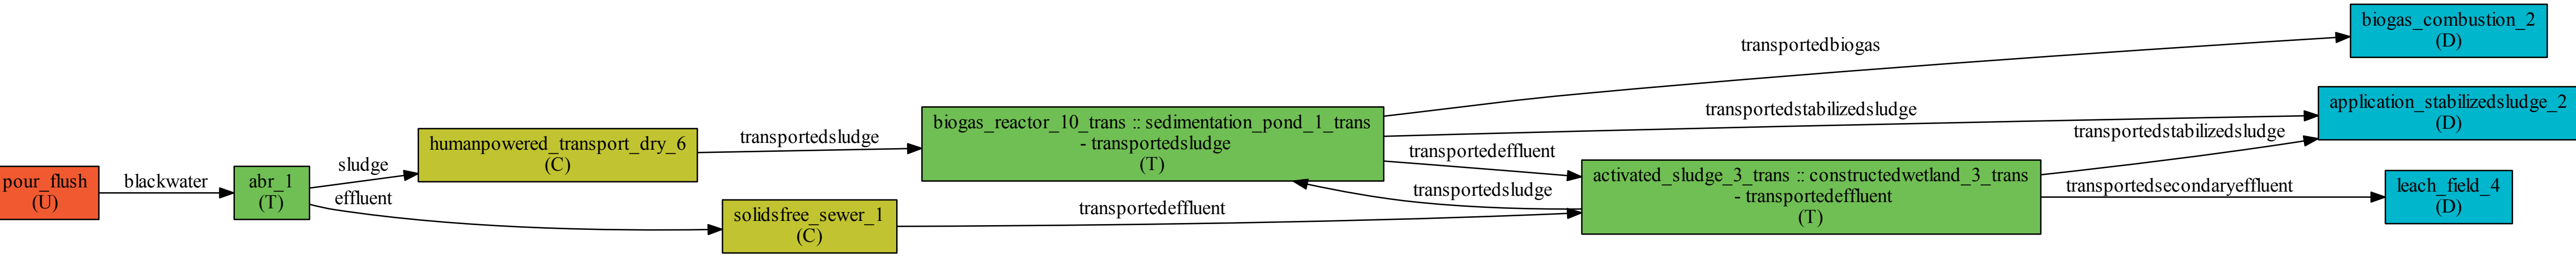 biogas_combustion_2
(D)
transportedbiogas
application_stabilizedsludge_2
(D)
transportedstabilizedsludge
biogas_reactor_10_trans :: sedimentation_pond_1_trans
- transportedsludge
(T)
transportedstabilizedsludge
humanpowered_transport_dry_6
(C)
transportedsludge
transportedeffluent
pour_flush
(U)
blackwater
abr_1
(T)
sludge
effluent
activated_sludge_3_trans :: constructedwetland_3_trans
- transportedeffluent
(T)
transportedsludge
transportedsecondaryeffluent
leach_field_4
(D)
solidsfree_sewer_1
(C)
transportedeffluent